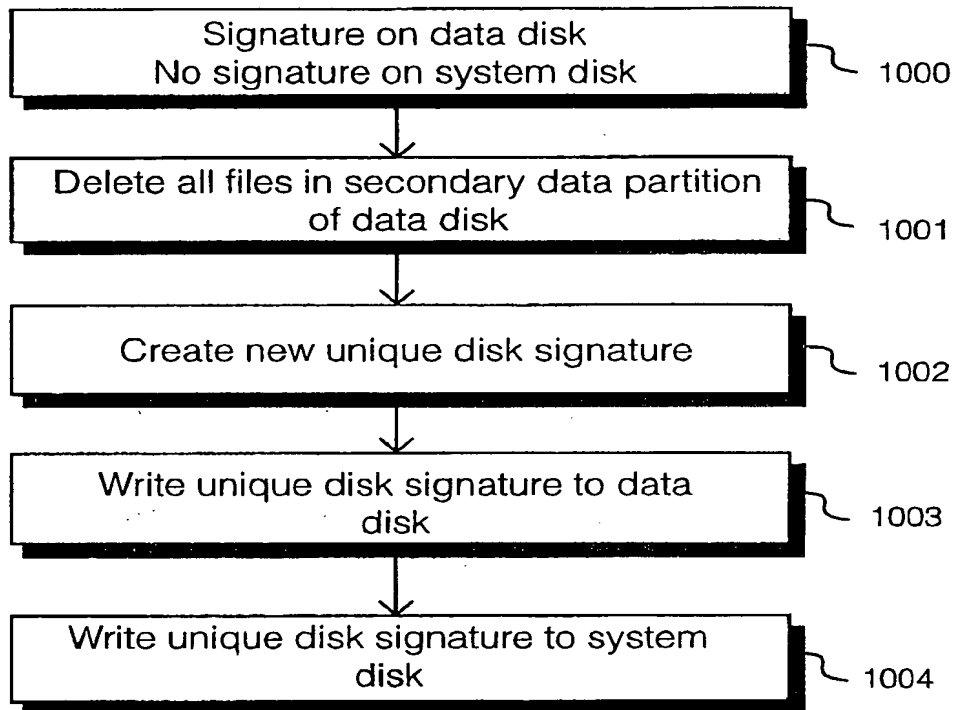 Signature on data disk
No signature on system disk
1000
Delete all files in secondary data partition
of data disk
1001
Create new unique disk signature
1002
Write unique disk signature to data
disk
1003
Write unique disk signature to system
disk
1004